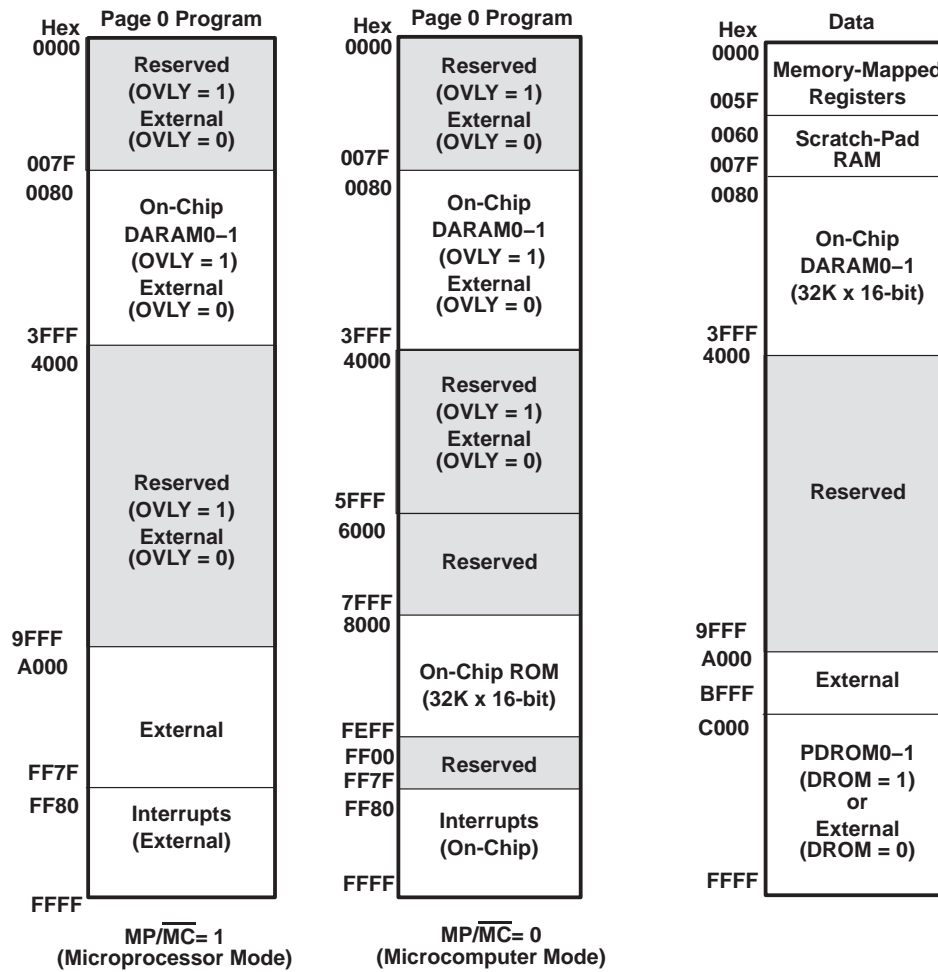 Hex
Page 0 Program
0000
Reserved
(OVLY = 1)
External
(OVLY = 0)
007F
0080
On-Chip
DARAM0–1
(OVLY = 1)
External
(OVLY = 0)
3FFF
4000
Reserved
(OVLY = 1)
External
(OVLY = 0)
9FFF
A000
External
FF7F
FF80
Interrupts
(External)
FFFF
MP/MC= 1
(Microprocessor Mode)
Hex
Page 0 Program
0000
Reserved
(OVLY = 1)
External
(OVLY = 0)
007F
0080
On-Chip
DARAM0–1
(OVLY = 1)
External
(OVLY = 0)
3FFF
4000
Reserved
(OVLY = 1)
External
(OVLY = 0)
5FFF
6000
Reserved
7FFF
8000
On-Chip ROM
(32K x 16-bit)
FEFF
FF00
Reserved
FF7F
FF80
Interrupts
(On-Chip)
FFFF
MP/MC= 0
(Microcomputer Mode)
Hex
Data
0000
Memory-Mapped
Registers
005F
0060
Scratch-Pad
RAM
007F
0080
On-Chip
DARAM0–1
(32K x 16-bit)
3FFF
4000
Reserved
9FFF
A000
External
BFFF
C000
PDROM0–1
(DROM = 1)
or
External
(DROM = 0)
FFFF